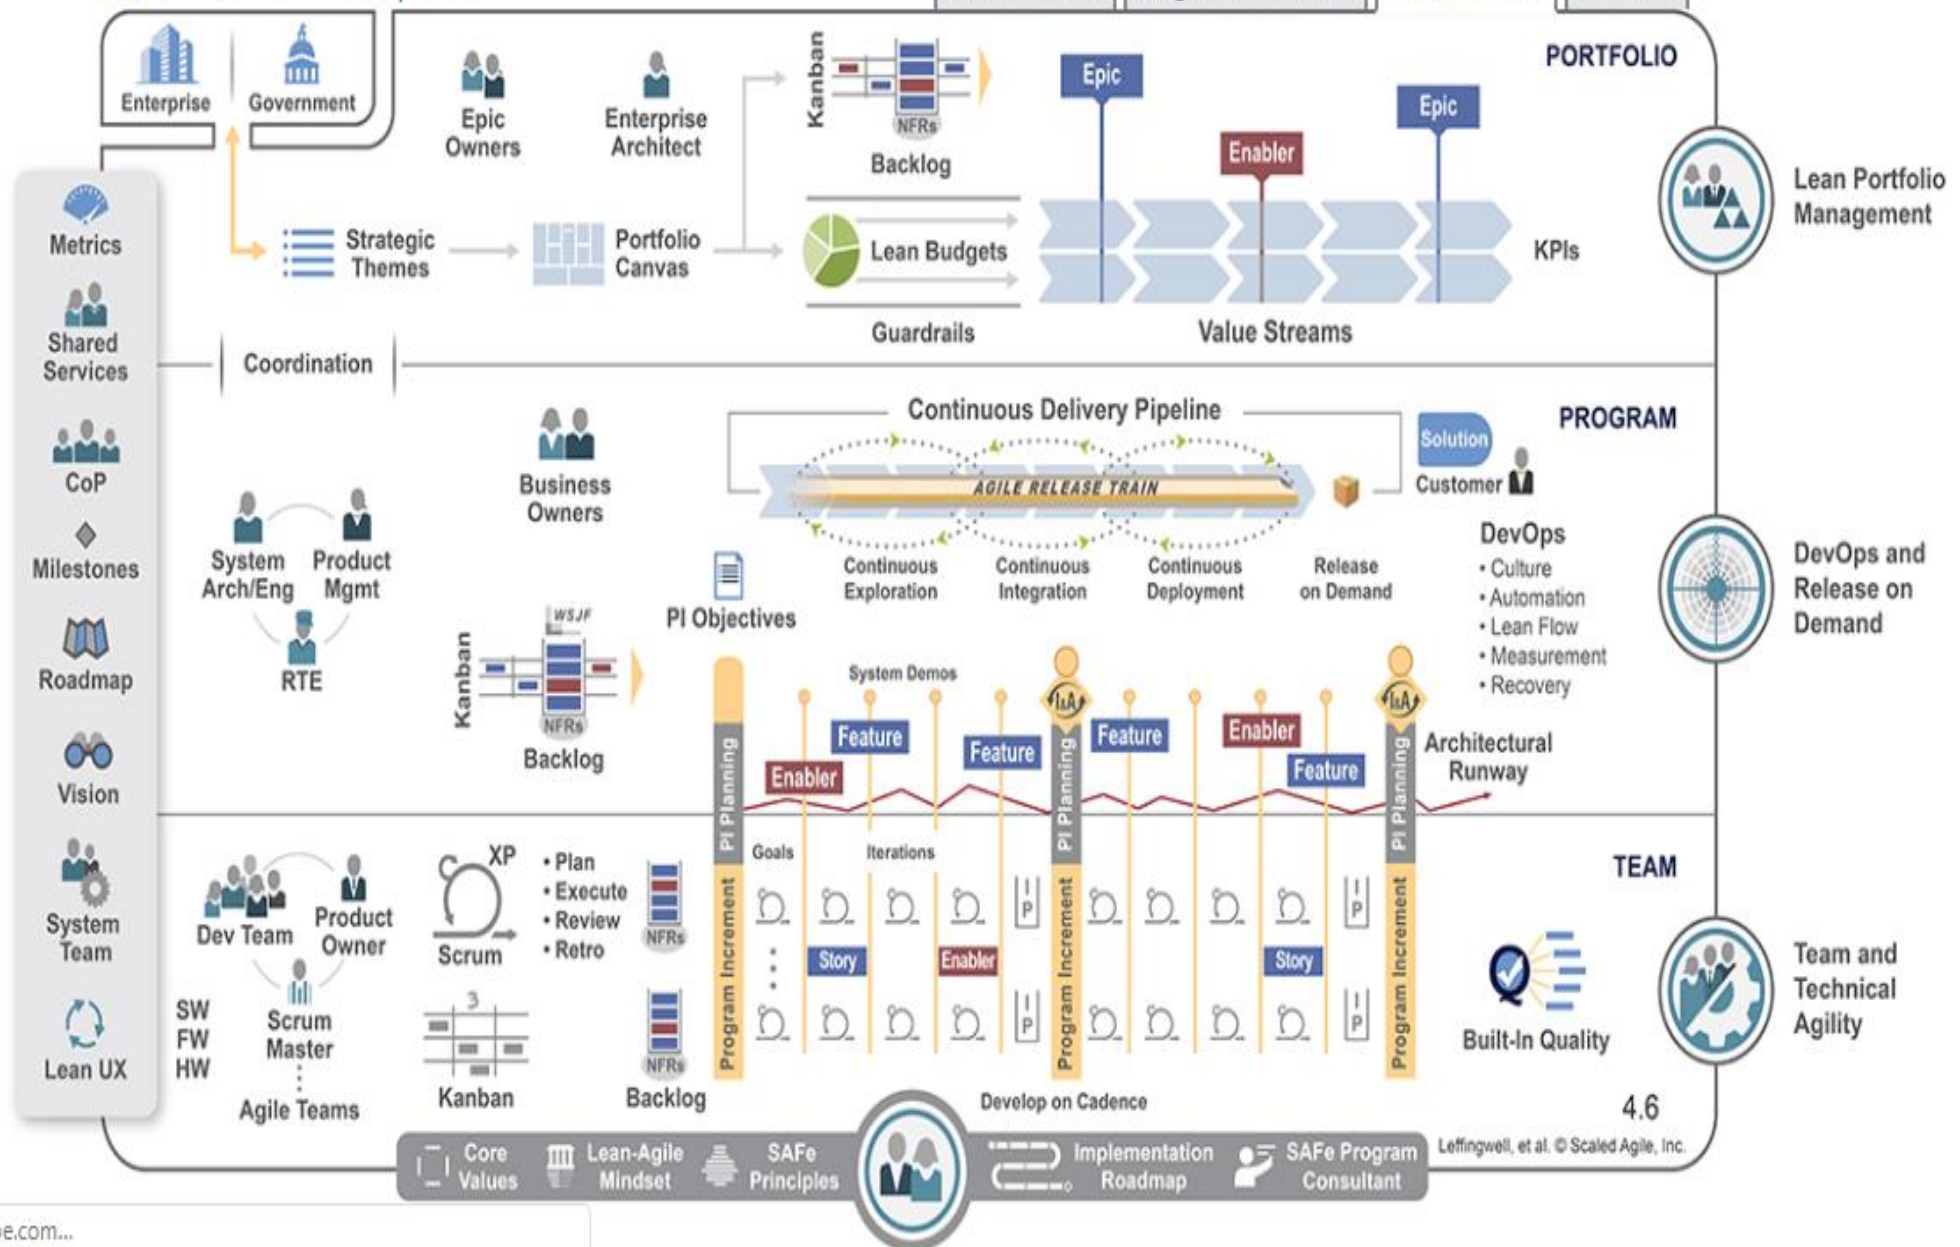 Enterprise
Government
Epic
Owners
Enterprise
Architect
Kanban
NFRs
Backlog
Epic
Enabler
Epic
PORTFOLIO
Lean Portfolio
Management
Strategic
Themes
Portfolio
Canvas
Lean Budgets
Guardrails
Value Streams
KPIs
Metrics
Shared
Services
CoP
Milestones
Roadmap
Vision
System
Team
Lean UX
Coordination
Business
Owners
Continuous Delivery Pipeline
AGILE RELEASE TRAIN
Continuous
Exploration
Continuous
Integration
Continuous
Deployment
Release
on Demand
Solution
Customer
PROGRAM
DevOps
• Culture
• Automation
• Lean Flow
• Measurement
• Recovery
DevOps and
Release on
Demand
System
Arch/Eng
Product
Mgmt
RTE
Kanban
WSJF
NFRs
Backlog
PI Objectives
System Demos
I&A
I&A
Enabler
Feature
Feature
Feature
Enabler
Feature
Architectural
Runway
PI Planning
PI Planning
PI Planning
Program Increment
Program Increment
Program Increment
Goals
Iterations
TEAM
Dev Team
Product
Owner
Scrum
Master
Agile Teams
SW
FW
HW
XP
Scrum
• Plan
• Execute
• Review
• Retro
3
Kanban
NFRs
NFRs
Backlog
Story
Enabler
Story
I
P
I
P
I
P
I
P
Develop on Cadence
Built-In Quality
Team and
Technical
Agility
4.6
Leffingwell, et al. © Scaled Agile, Inc.
Core
Values
Lean-Agile
Mindset
SAFe
Principles
Implementation
Roadmap
SAFe Program
Consultant
be.com...